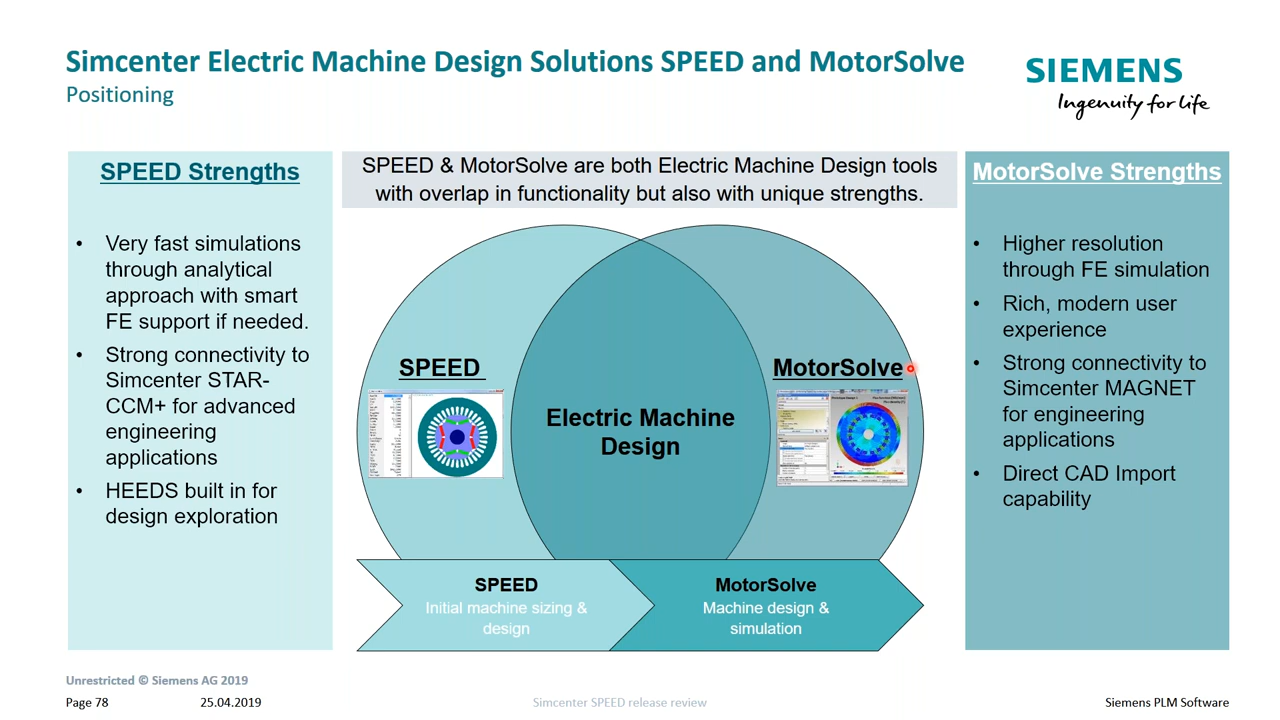 Simcenter Electric Machine Design Solutions SPEED and MotorSolve
Positioning
SIEMENS
Ingenuity for life
SPEED Strengths
• Very fast simulations
through analytical
approach with smart
FE support if needed.
• Strong connectivity to
Simcenter STAR-
CCM+ for advanced
engineering
applications
• HEEDS built in for
design exploration
SPEED & MotorSolve are both Electric Machine Design tools
with overlap in functionality but also with unique strengths.
SPEED
Electric Machine
Design
MotorSolve
SPEED
Initial machine sizing &
design
MotorSolve
Machine design &
simulation
MotorSolve Strengths
• Higher resolution
through FE simulation
• Rich, modern user
experience
• Strong connectivity to
Simcenter MAGNET
for engineering
applications
• Direct CAD Import
capability
Unrestricted © Siemens AG 2019
Page 78
25.04.2019
Simcenter SPEED release review
Siemens PLM Software